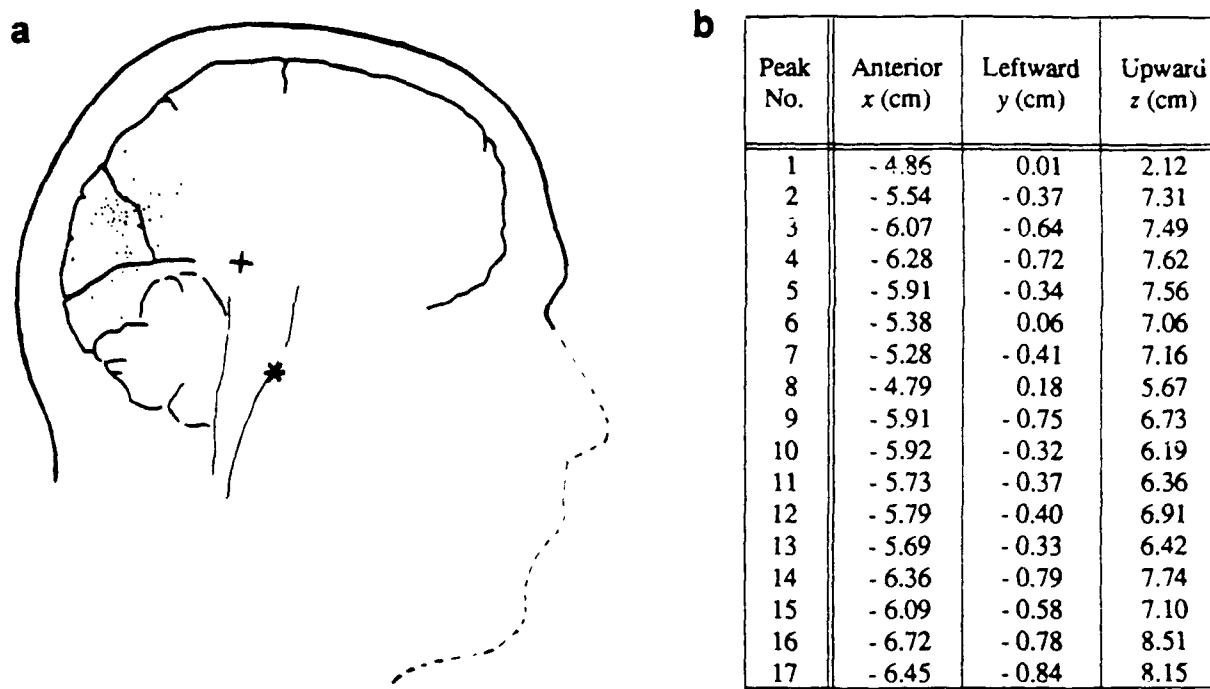 a
b
Peak No. Anterior x (cm) Leftward y (cm) Upward z (cm)
1 - 4.86 0.01 2.12
2 - 5.54 - 0.37 7.31
3 - 6.07 - 0.64 7.49
4 - 6.28 - 0.72 7.62
5 - 5.91 - 0.34 7.56
6 - 5.38 0.06 7.06
7 - 5.28 - 0.41 7.16
8 - 4.79 0.18 5.67
9 - 5.91 - 0.75 6.73
10 - 5.92 - 0.32 6.19
11 - 5.73 - 0.37 6.36
12 - 5.79 - 0.40 6.91
13 - 5.69 - 0.33 6.42
14 - 6.36 - 0.79 7.74
15 - 6.09 - 0.58 7.10
16 - 6.72 - 0.78 8.51
17 - 6.45 - 0.84 8.15